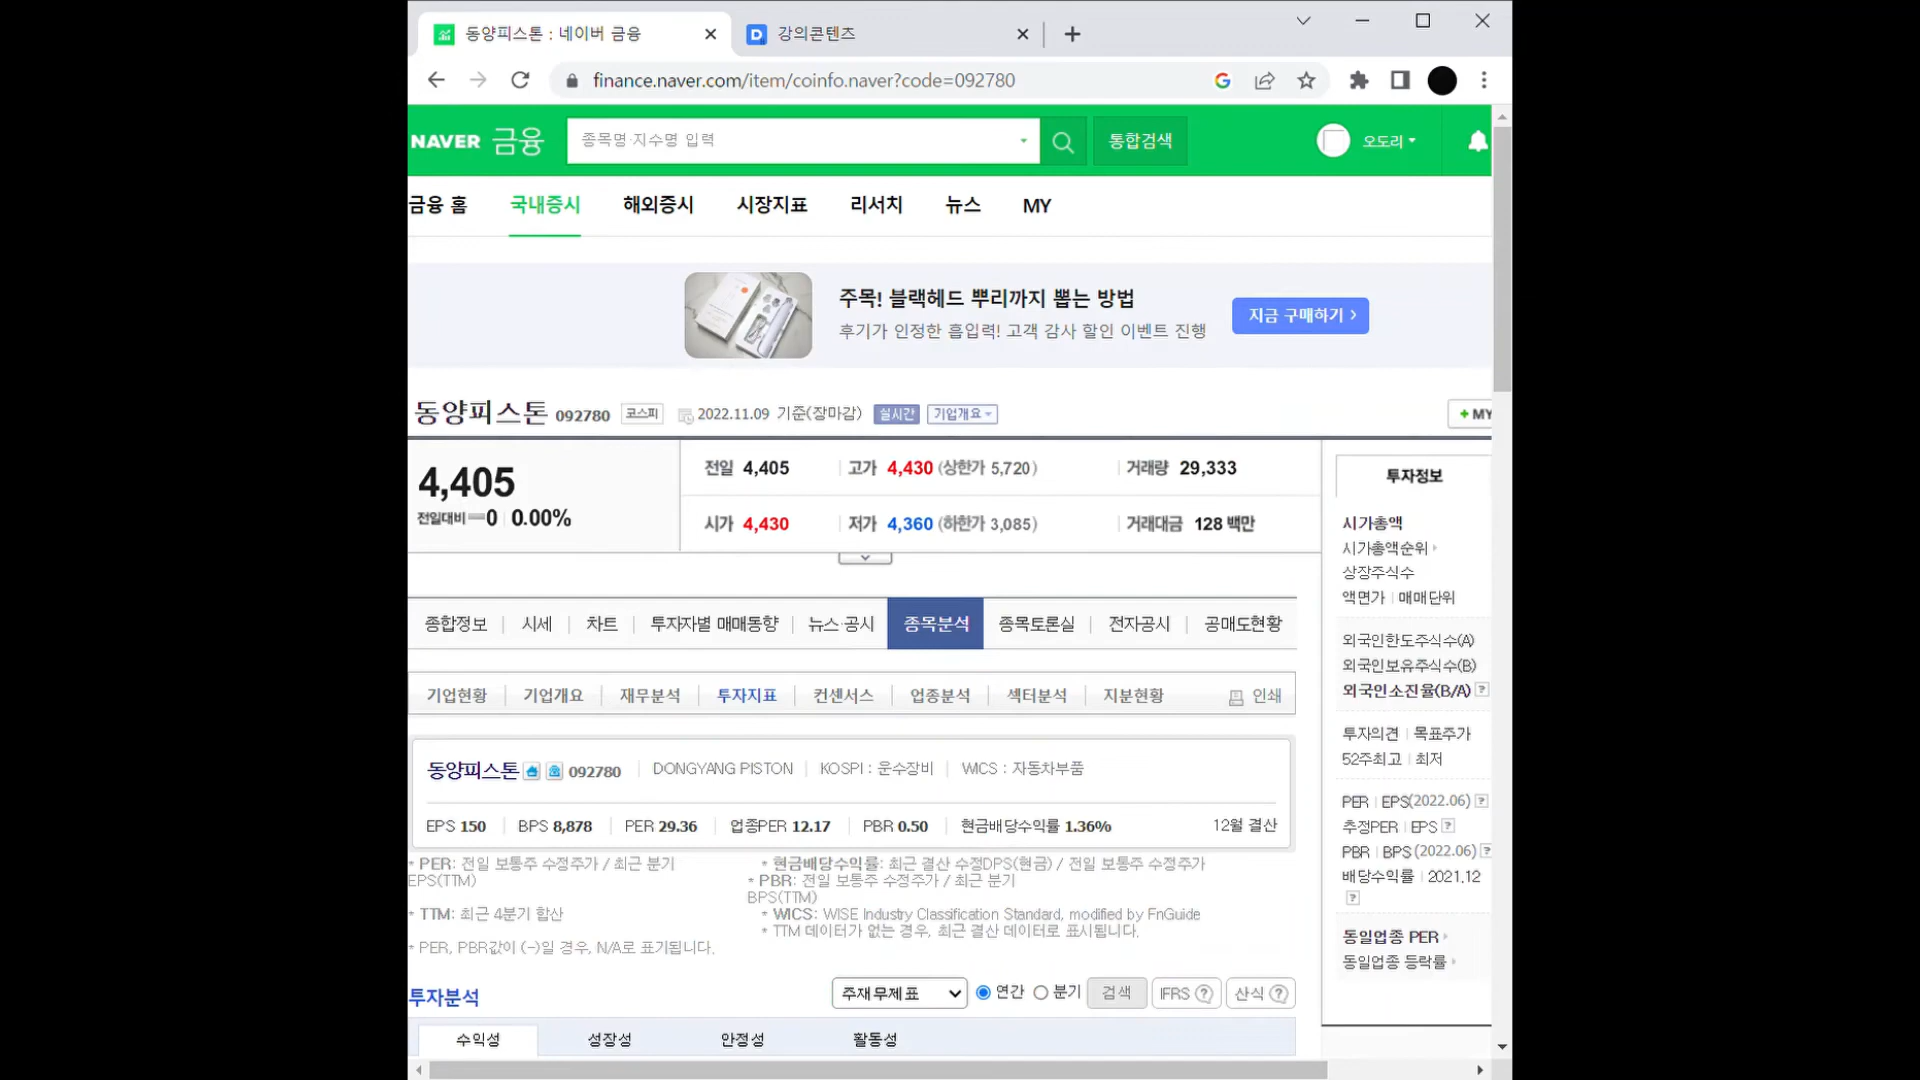 동양피스톤 : 네이버 금융
강의콘텐츠
finance.naver.com/item/coinfo.naver?code=092780
NAVER 금융
종목명·지수명 입력
통합검색
오도리
금융 홈
국내증시
해외증시
시장지표
리서치
뉴스
MY
주목! 블랙헤드 뿌리까지 뽑는 방법
후기가 인정한 흡입력! 고객 감사 할인 이벤트 진행
지금 구매하기 >
동양피스톤 092780 코스피 2022.11.09 기준(장마감) 실시간 기업개요
+ MY
4,405
전일대비 0 0.00%
전일 4,405 고가 4,430 (상한가 5,720) 거래량 29,333
시가 4,430 저가 4,360 (하한가 3,085) 거래대금 128 백만
종합정보 시세 차트 투자자별 매매동향 뉴스·공시 종목분석 종목토론실 전자공시 공매도현황
기업현황 기업개요 재무분석 투자지표 컨센서스 업종분석 섹터분석 지분현황 인쇄
동양피스톤 092780 DONGYANG PISTON KOSPI : 운수장비 WICS : 자동차부품
EPS 150 BPS 8,878 PER 29.36 업종PER 12.17 PBR 0.50 현금배당수익률 1.36% 12월 결산
* PER: 전일 보통주 수정주가 / 최근 분기
EPS(TTM)
* TTM: 최근 4분기 합산
* PER, PBR값이 (-)일 경우, N/A로 표기됩니다.
* 현금배당수익률: 최근 결산 수정DPS(현금) / 전일 보통주 수정주가
* PBR: 전일 보통주 수정주가 / 최근 분기
BPS(TTM)
* WICS: WISE Industry Classification Standard, modified by FnGuide
* TTM 데이터가 없는 경우, 최근 결산 데이터로 표시됩니다.
투자분석
주재무제표
연간 분기 검색 IFRS ? 산식 ?
수익성 성장성 안정성 활동성
투자정보
시가총액
시가총액순위
상장주식수
액면가 매매단위
외국인한도주식수(A)
외국인보유주식수(B)
외국인소진율(B/A) ?
투자의견 목표주가
52주최고 최저
PER EPS(2022.06) ?
추정PER EPS ?
PBR BPS (2022.06) ?
배당수익률 2021.12
?
동일업종 PER
동일업종 등락률